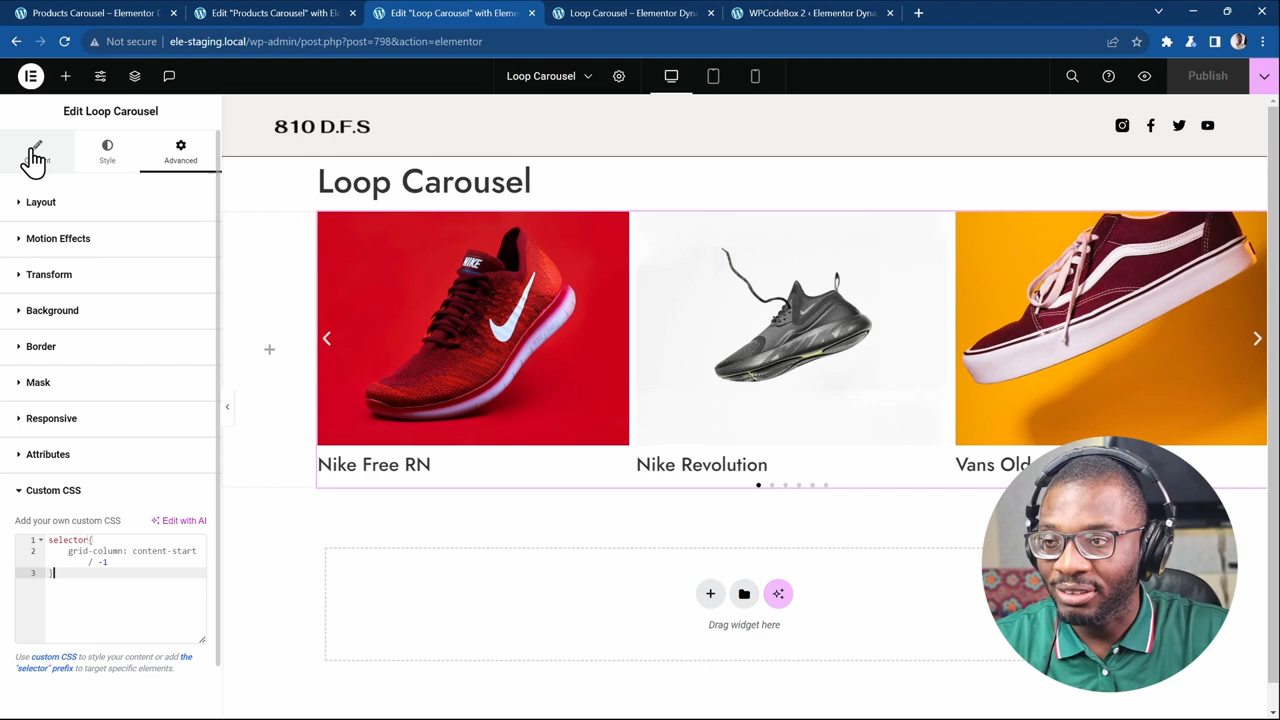 Products Carousel – Elementor D
Edit "Products Carousel" with Ele
Edit "Loop Carousel" with Eleme
Loop Carousel – Elementor Dyna
WPCodeBox 2 ‹ Elementor Dyna
Not secure
ele-staging.local/wp-admin/post.php?post=798&action=elementor
Loop Carousel
Publish
Edit Loop Carousel
Style
Advanced
Layout
Motion Effects
Transform
Background
Border
Mask
Responsive
Attributes
Custom CSS
Add your own custom CSS
Edit with AI
1 selector{
2 grid-column: content-start
/ -1
3 }
Use custom CSS to style your content or add the
"selector" prefix to target specific elements.
810 D.F.S
Loop Carousel
NIKE
Nike Free RN
Nike Revolution
Vans Old
Drag widget here